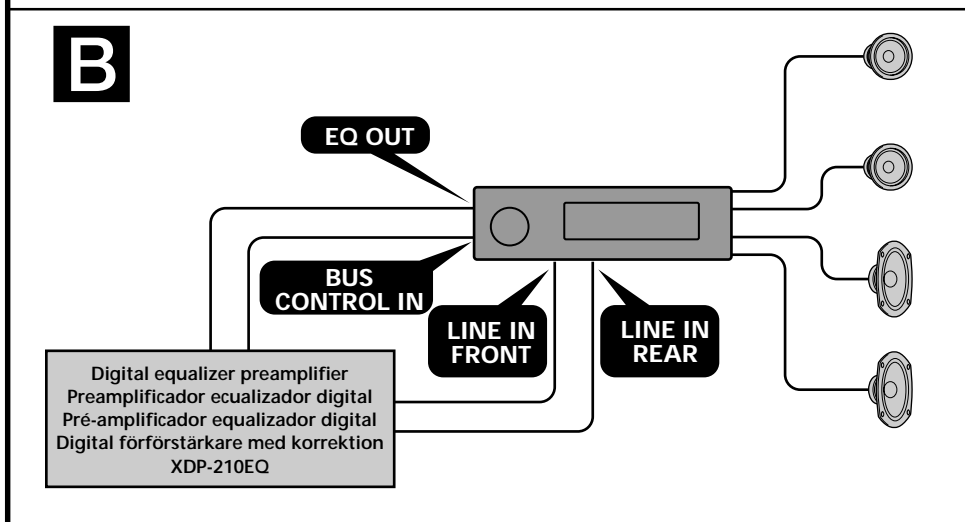 B
EQ OUT
BUS
CONTROL IN
LINE IN
FRONT
LINE IN
REAR
Digital equalizer preamplifier
Preamplificador ecualizador digital
Pré-amplificador equalizador digital
Digital förförstärkare med korrektion
XDP-210EQ